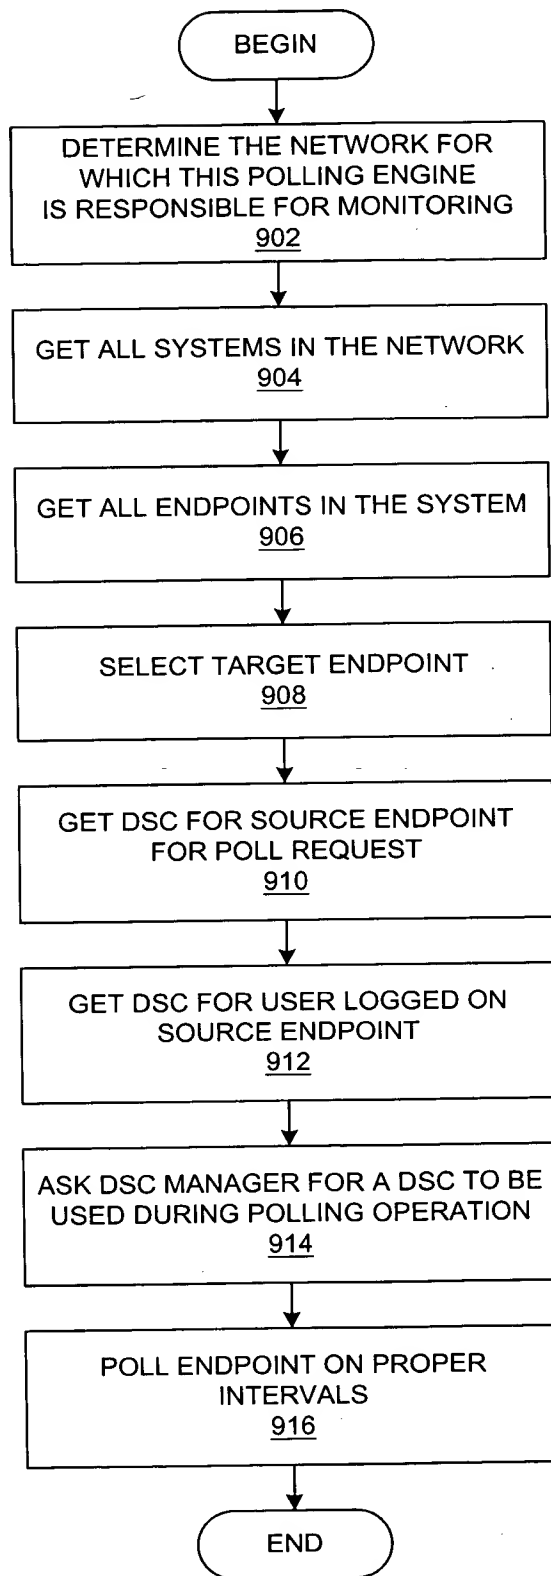 BEGIN
DETERMINE THE NETWORK FOR
WHICH THIS POLLING ENGINE
IS RESPONSIBLE FOR MONITORING
902
GET ALL SYSTEMS IN THE NETWORK
904
GET ALL ENDPOINTS IN THE SYSTEM
906
SELECT TARGET ENDPOINT
908
GET DSC FOR SOURCE ENDPOINT
FOR POLL REQUEST
910
GET DSC FOR USER LOGGED ON
SOURCE ENDPOINT
912
ASK DSC MANAGER FOR A DSC TO BE
USED DURING POLLING OPERATION
914
POLL ENDPOINT ON PROPER
INTERVALS
916
END